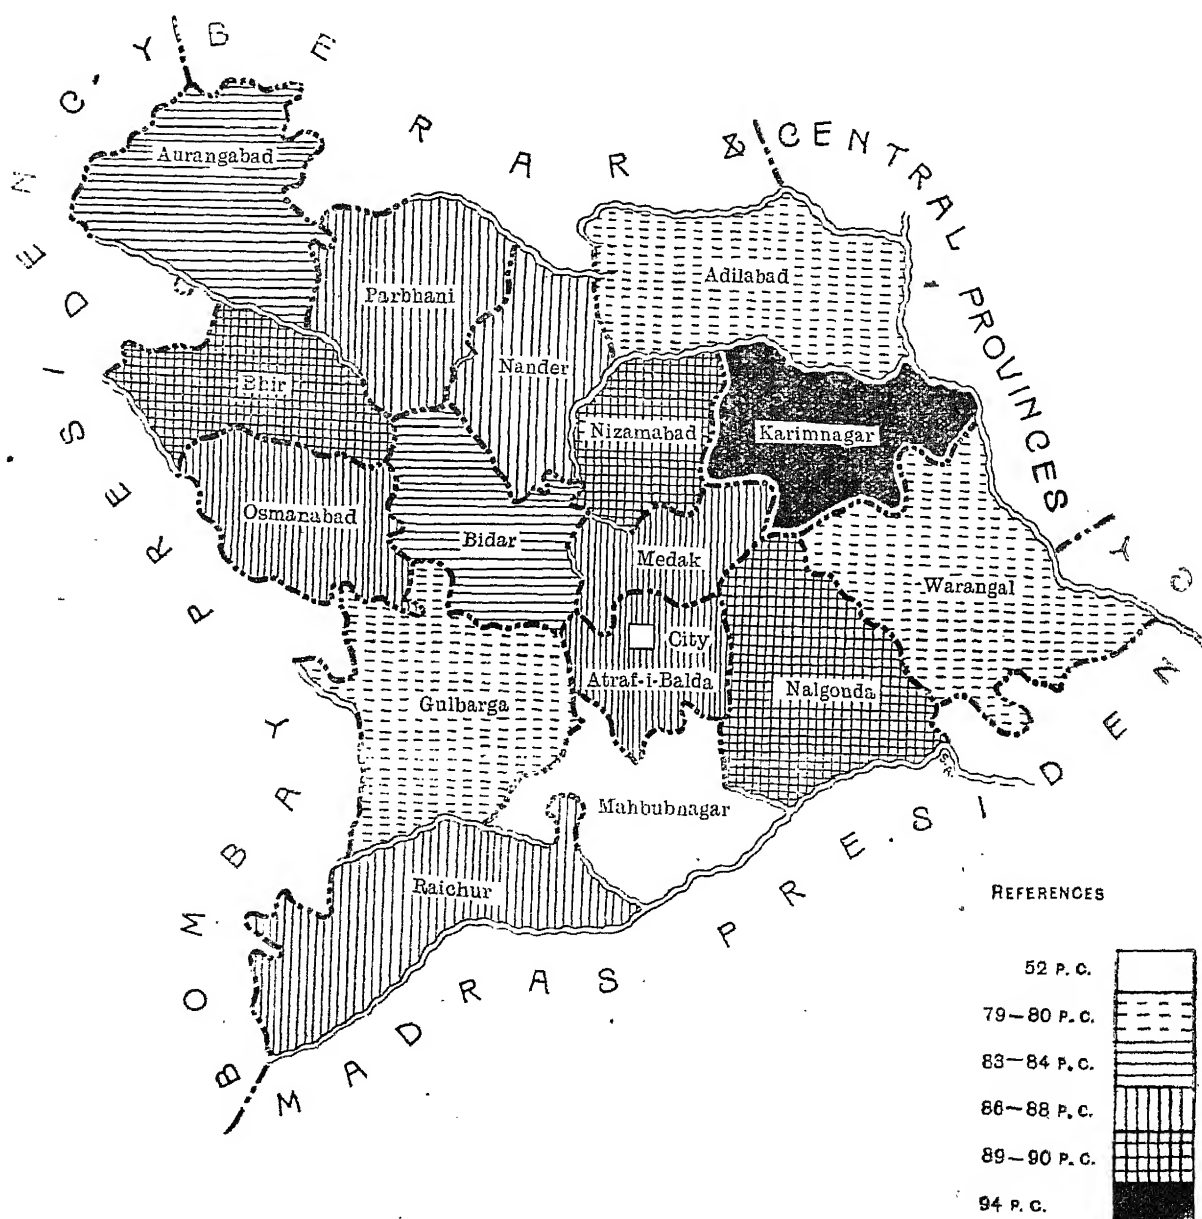 BERAR & CENTRAL PROVINCES
BOMBAY PRESIDENCY
MADRAS PRESIDENCY
Aurangabad
Parbhani
Adilabad
Nander
Bhir
Nizamabad
Karimnagar
Osmanabad
Bidar
Medak
Warangal
City
Atraf-i-Balda
Nalgonda
Gulbarga
Mahbubnagar
Raichur
REFERENCES
52 P. C.
79–80 P. C.
83–84 P. C.
86–88 P. C.
89–90 P. C.
94 P. C.